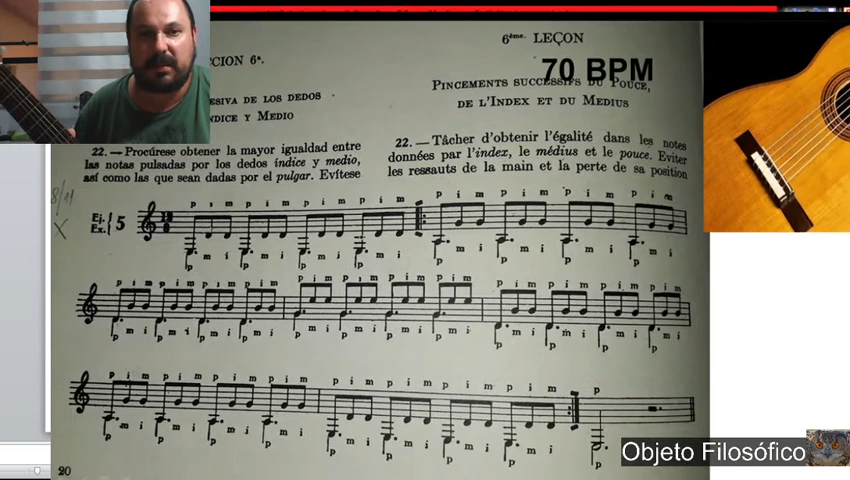 CCION 6ª.
ESIVA DE LOS DEDOS
NDICE Y MEDIO
22. — Procúrese obtener la mayor igualdad entre
las notas pulsadas por los dedos índice y medio,
así como las que sean dadas por el pulgar. Evítese
6ème. LEÇON
70 BPM
PINCEMENTS SUCCESSIFS DU POUCE,
DE L'INDEX ET DU MEDIUS
22. — Tâcher d'obtenir l'égalité dans les notes
données par l'index, le médius et le pouce. Eviter
les ressauts de la main et la perte de sa position
8/11
X
Ej.
Ex.
5
p i m p i m p i m p i m p i m p i m p i m p i m
p m i p m i p m i p m i p m i p m i p m i p m i
p i m p i m p i m p i m p i m p i m p i m p i m p i m p i m p i m p i m
p m i p m i p m i p m i p m i p m i p m i p m i p m i p m i p m i p m i
p i m p i m p i m p i m p i m p i m p i m p i m p
p m i p m i p m i p m i p m i p m i p m i p m i p
20
Objeto Filosófico